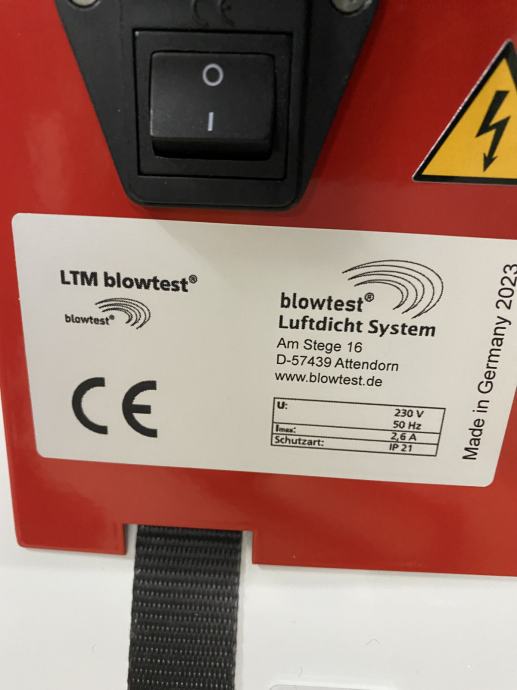 O
I
LTM blowtest®
blowtest®
CE
blowtest®
Luftdicht System
Am Stege 16
D-57439 Attendorn
www.blowtest.de
U: 230 V
50 Hz
Imax: 2,6 A
Schutzart: IP 21
Made in Germany 2023